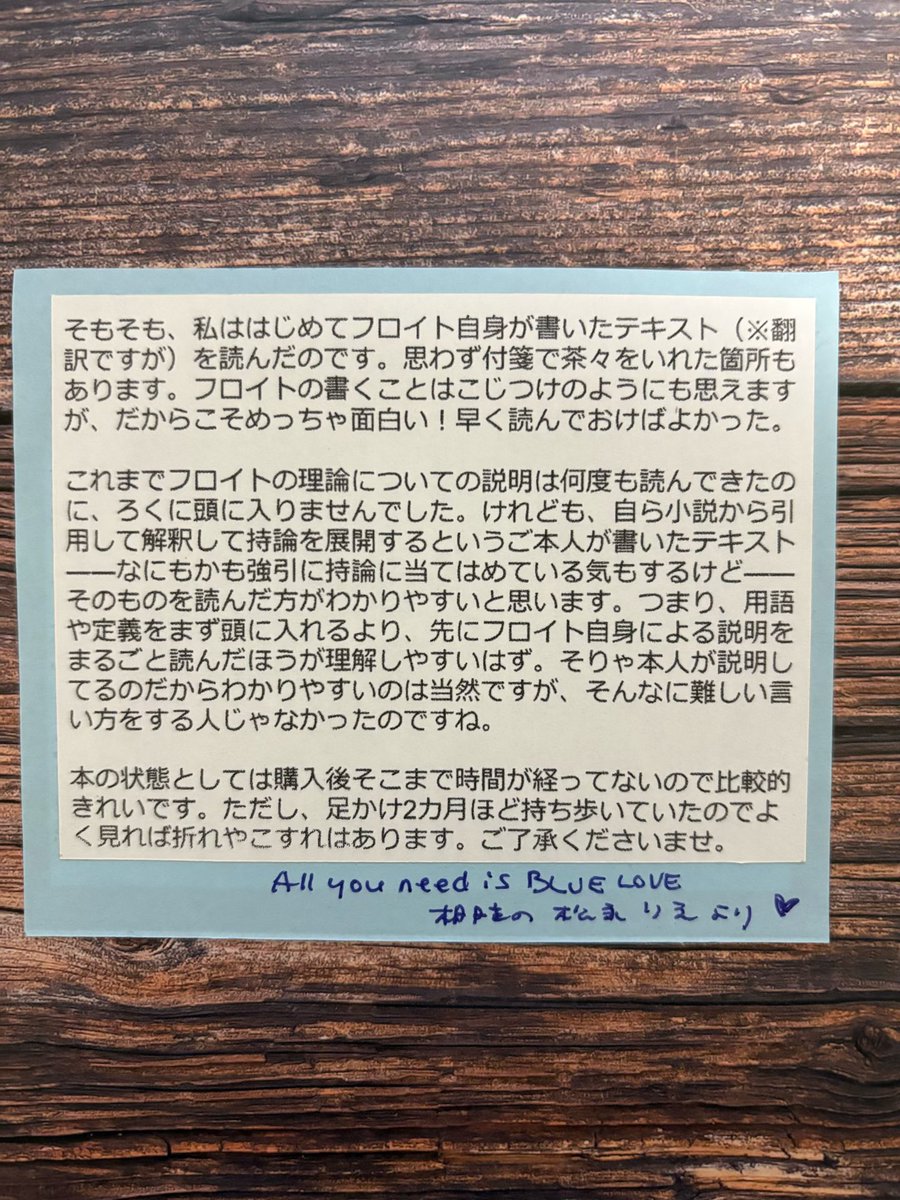 そもそも、私ははじめてフロイト自身が書いたテキスト（※翻
訳ですが）を読んだのです。思わず付箋で茶々をいれた箇所も
あります。フロイトの書くことはこじつけのようにも思えます
が、だからこそめっちゃ面白い！早く読んでおけばよかった。
これまでフロイトの理論についての説明は何度も読んできたの
に、ろくに頭に入りませんでした。けれども、自ら小説から引
用して解釈して持論を展開するというご本人が書いたテキスト
――なにもかも強引に持論に当てはめている気もするけど――
そのものを読んだ方がわかりやすいと思います。つまり、用語
や定義をまず頭に入れるより、先にフロイト自身による説明を
まるごと読んだほうが理解しやすいはず。そりゃ本人が説明し
てるのだからわかりやすいのは当然ですが、そんなに難しい言
い方をする人じゃなかったのですね。
本の状態としては購入後そこまで時間が経ってないので比較的
きれいです。ただし、足かけ2カ月ほど持ち歩いていたのでよ
く見れば折れやこすれはあります。ご了承くださいませ。
All you need is BLUE LOVE
の 松永 りえ より